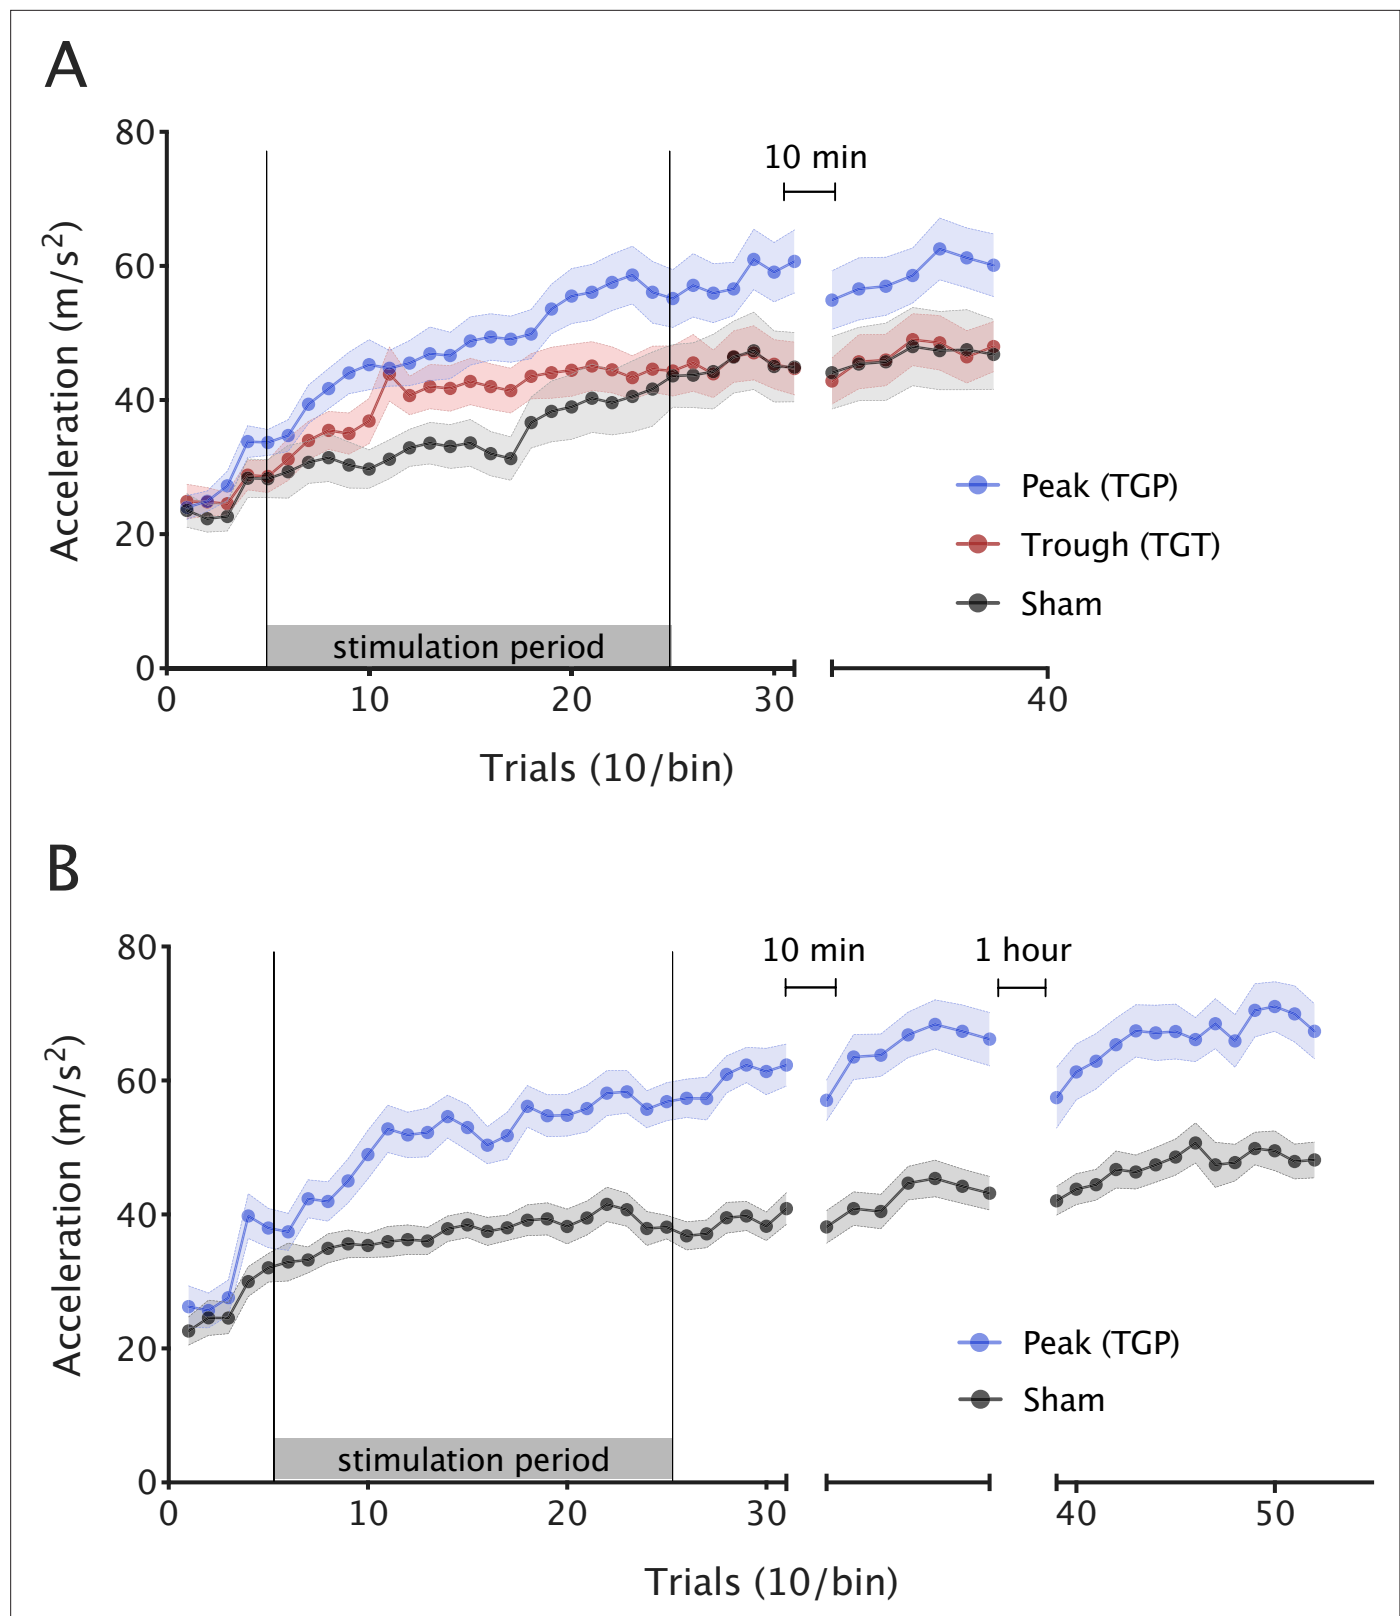 A
80
60
40
20
0
Acceleration (m/s²)
10 min
Peak (TGP)
Trough (TGT)
Sham
stimulation period
0 10 20 30 40
Trials (10/bin)
B
80
60
40
20
0
Acceleration (m/s²)
10 min 1 hour
Peak (TGP)
Sham
stimulation period
0 10 20 30 40 50
Trials (10/bin)